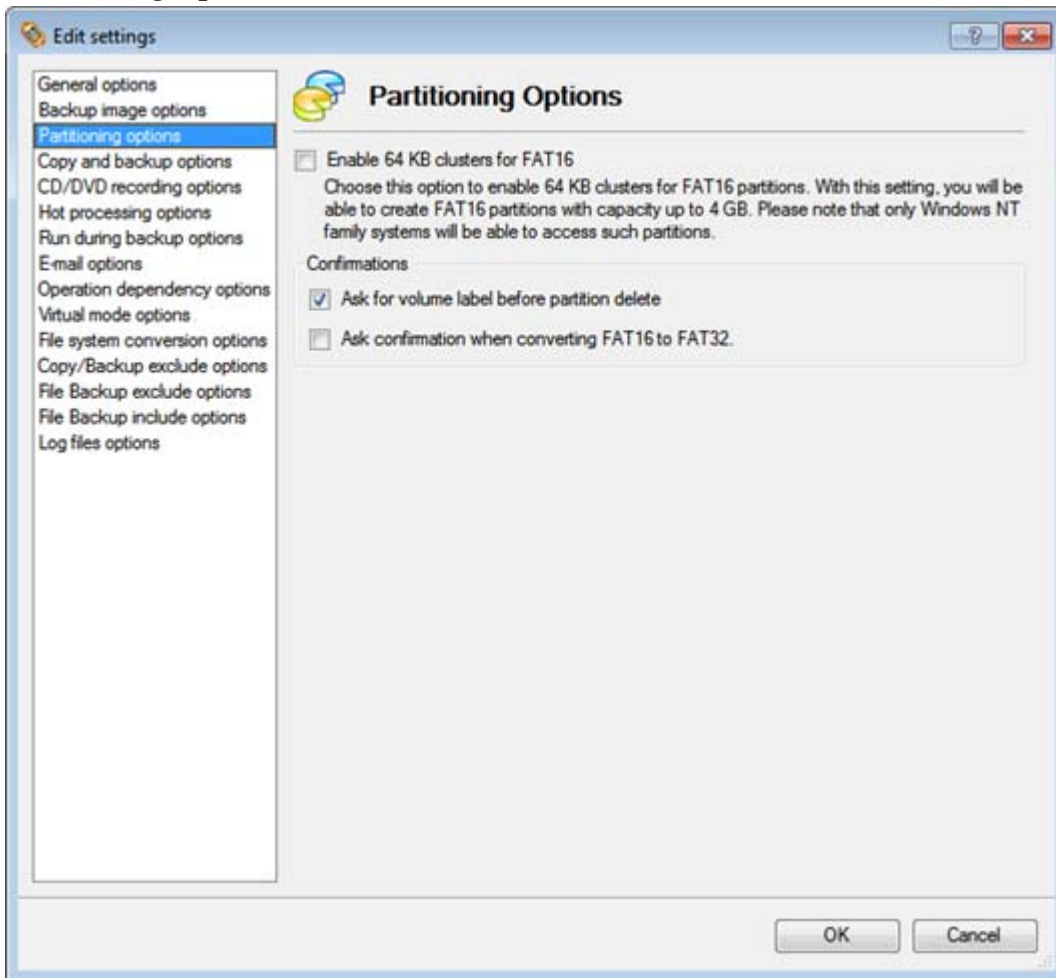 Edit settings
General options
Backup image options
Partitioning options
Copy and backup options
CD/DVD recording options
Hot processing options
Run during backup options
E-mail options
Operation dependency options
Virtual mode options
File system conversion options
Copy/Backup exclude options
File Backup exclude options
File Backup include options
Log files options
Partitioning Options
Enable 64 KB clusters for FAT16
Choose this option to enable 64 KB clusters for FAT16 partitions. With this setting, you will be
able to create FAT16 partitions with capacity up to 4 GB. Please note that only Windows NT
family systems will be able to access such partitions.
Confirmations
Ask for volume label before partition delete
Ask confirmation when converting FAT16 to FAT32.
OK
Cancel